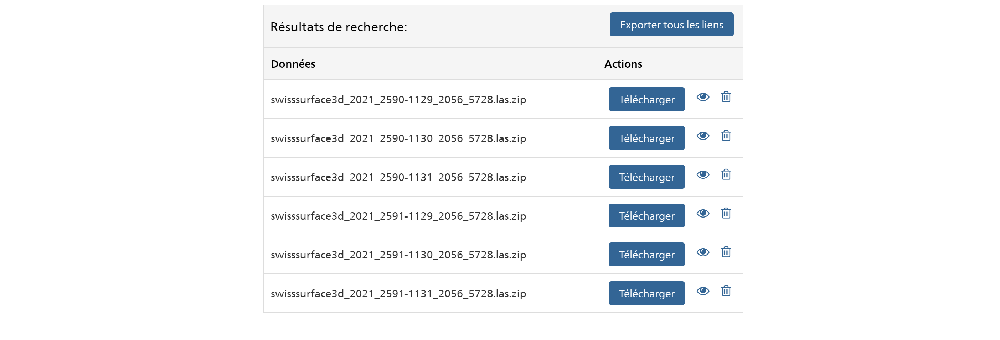 Résultats de recherche:
Exporter tous les liens
Données
Actions
swisssurface3d_2021_2590-1129_2056_5728.las.zip
Télécharger
swisssurface3d_2021_2590-1130_2056_5728.las.zip
Télécharger
swisssurface3d_2021_2590-1131_2056_5728.las.zip
Télécharger
swisssurface3d_2021_2591-1129_2056_5728.las.zip
Télécharger
swisssurface3d_2021_2591-1130_2056_5728.las.zip
Télécharger
swisssurface3d_2021_2591-1131_2056_5728.las.zip
Télécharger